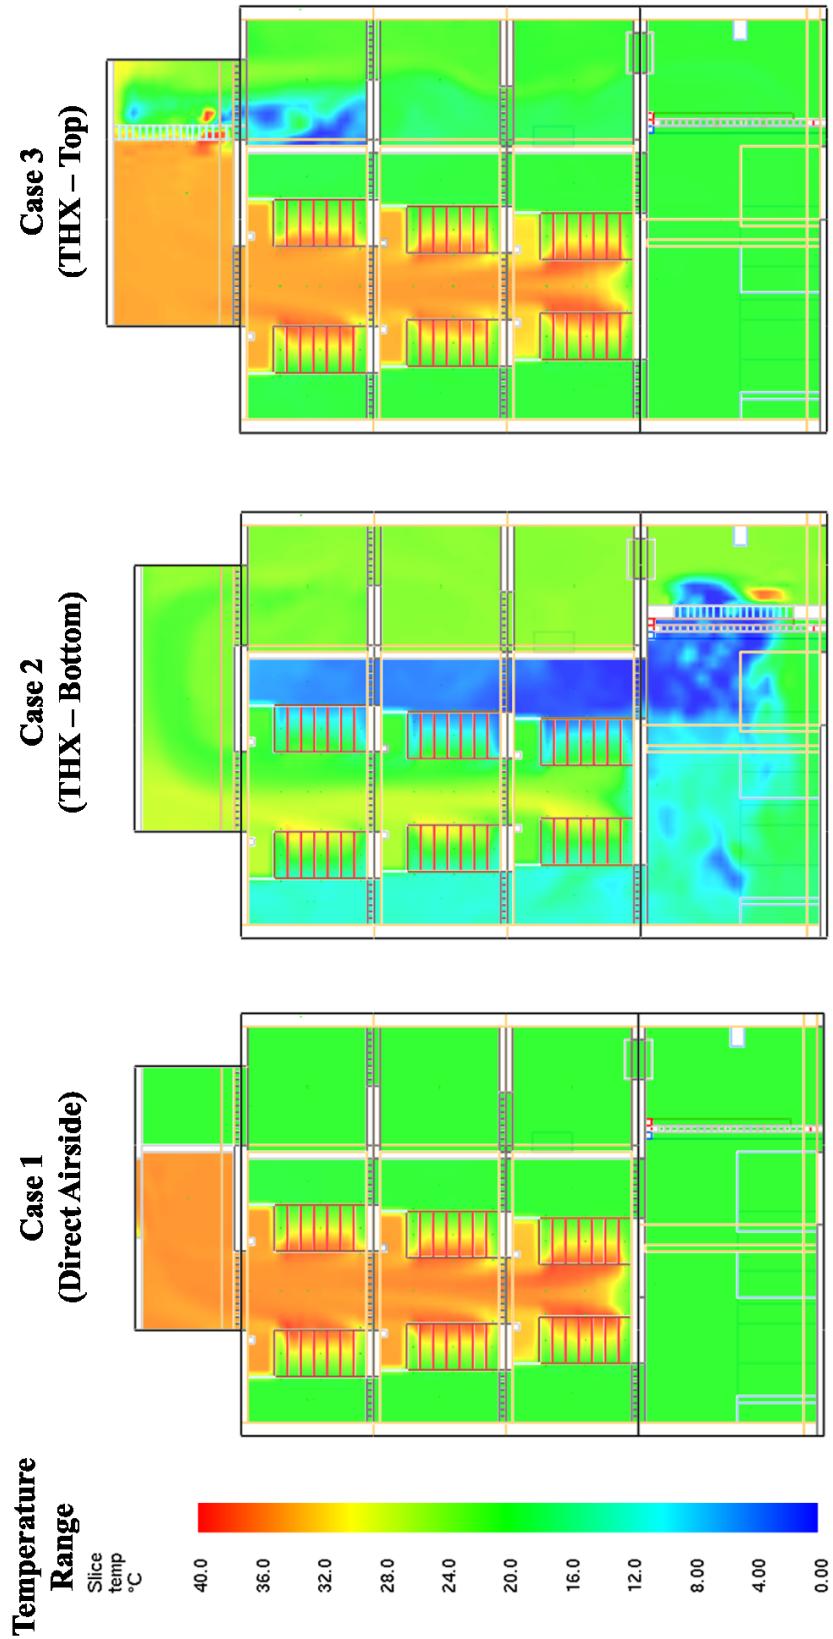 Temperature
Range
Slice
temp
°C
40.0
36.0
32.0
28.0
24.0
20.0
16.0
12.0
8.00
4.00
0.00
Case 1
(Direct Airside)
Case 2
(THX – Bottom)
Case 3
(THX – Top)